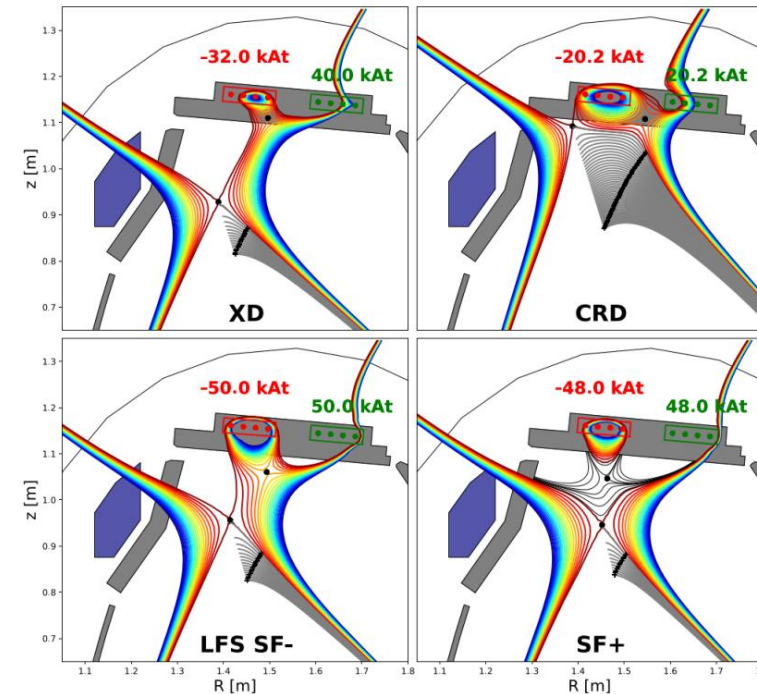 1.3
1.2
1.1
1.0
0.9
0.8
0.7
z [m]
-32.0 kAt
40.0 kAt
XD
-20.2 kAt
20.2 kAt
CRD
1.3
1.2
1.1
1.0
0.9
0.8
0.7
z [m]
-50.0 kAt
50.0 kAt
LFS SF-
-48.0 kAt
48.0 kAt
SF+
1.1 1.2 1.3 1.4 1.5 1.6 1.7 1.8
R [m]
1.1 1.2 1.3 1.4 1.5 1.6 1.7
R [m]